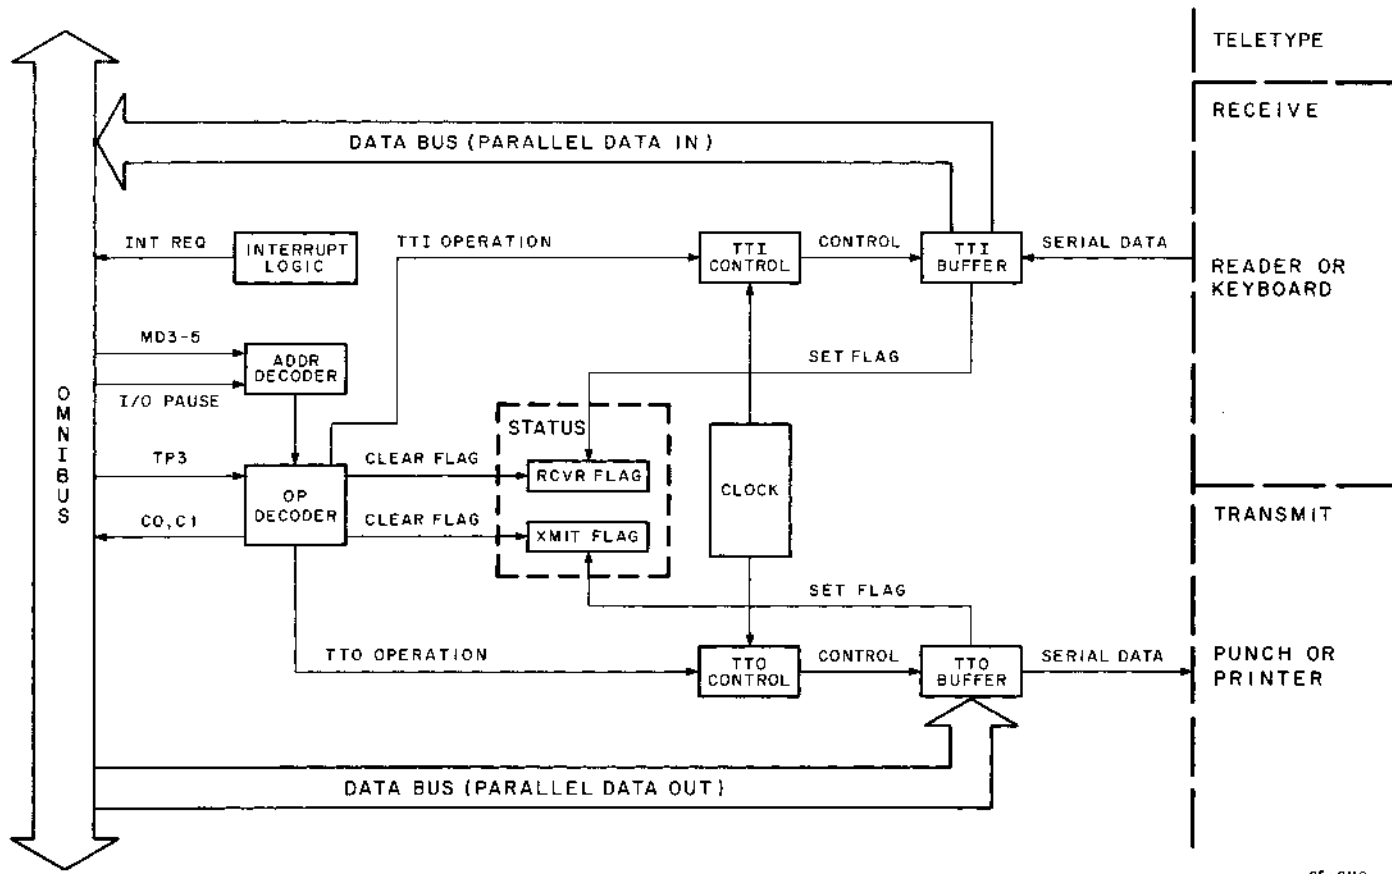 TELETYPE
RECEIVE
DATA BUS (PARALLEL DATA IN)
INT REQ
INTERRUPT
LOGIC
TTI OPERATION
TTI
CONTROL
CONTROL
TTI
BUFFER
SERIAL DATA
READER OR
KEYBOARD
MD3-5
ADDR
DECODER
I/O PAUSE
SET FLAG
OMNIBUS
STATUS
TP3
OP
DECODER
CLEAR FLAG
RCVR FLAG
CLOCK
C0,C1
CLEAR FLAG
XMIT FLAG
TRANSMIT
SET FLAG
TTO OPERATION
TTO
CONTROL
CONTROL
TTO
BUFFER
SERIAL DATA
PUNCH OR
PRINTER
DATA BUS (PARALLEL DATA OUT)